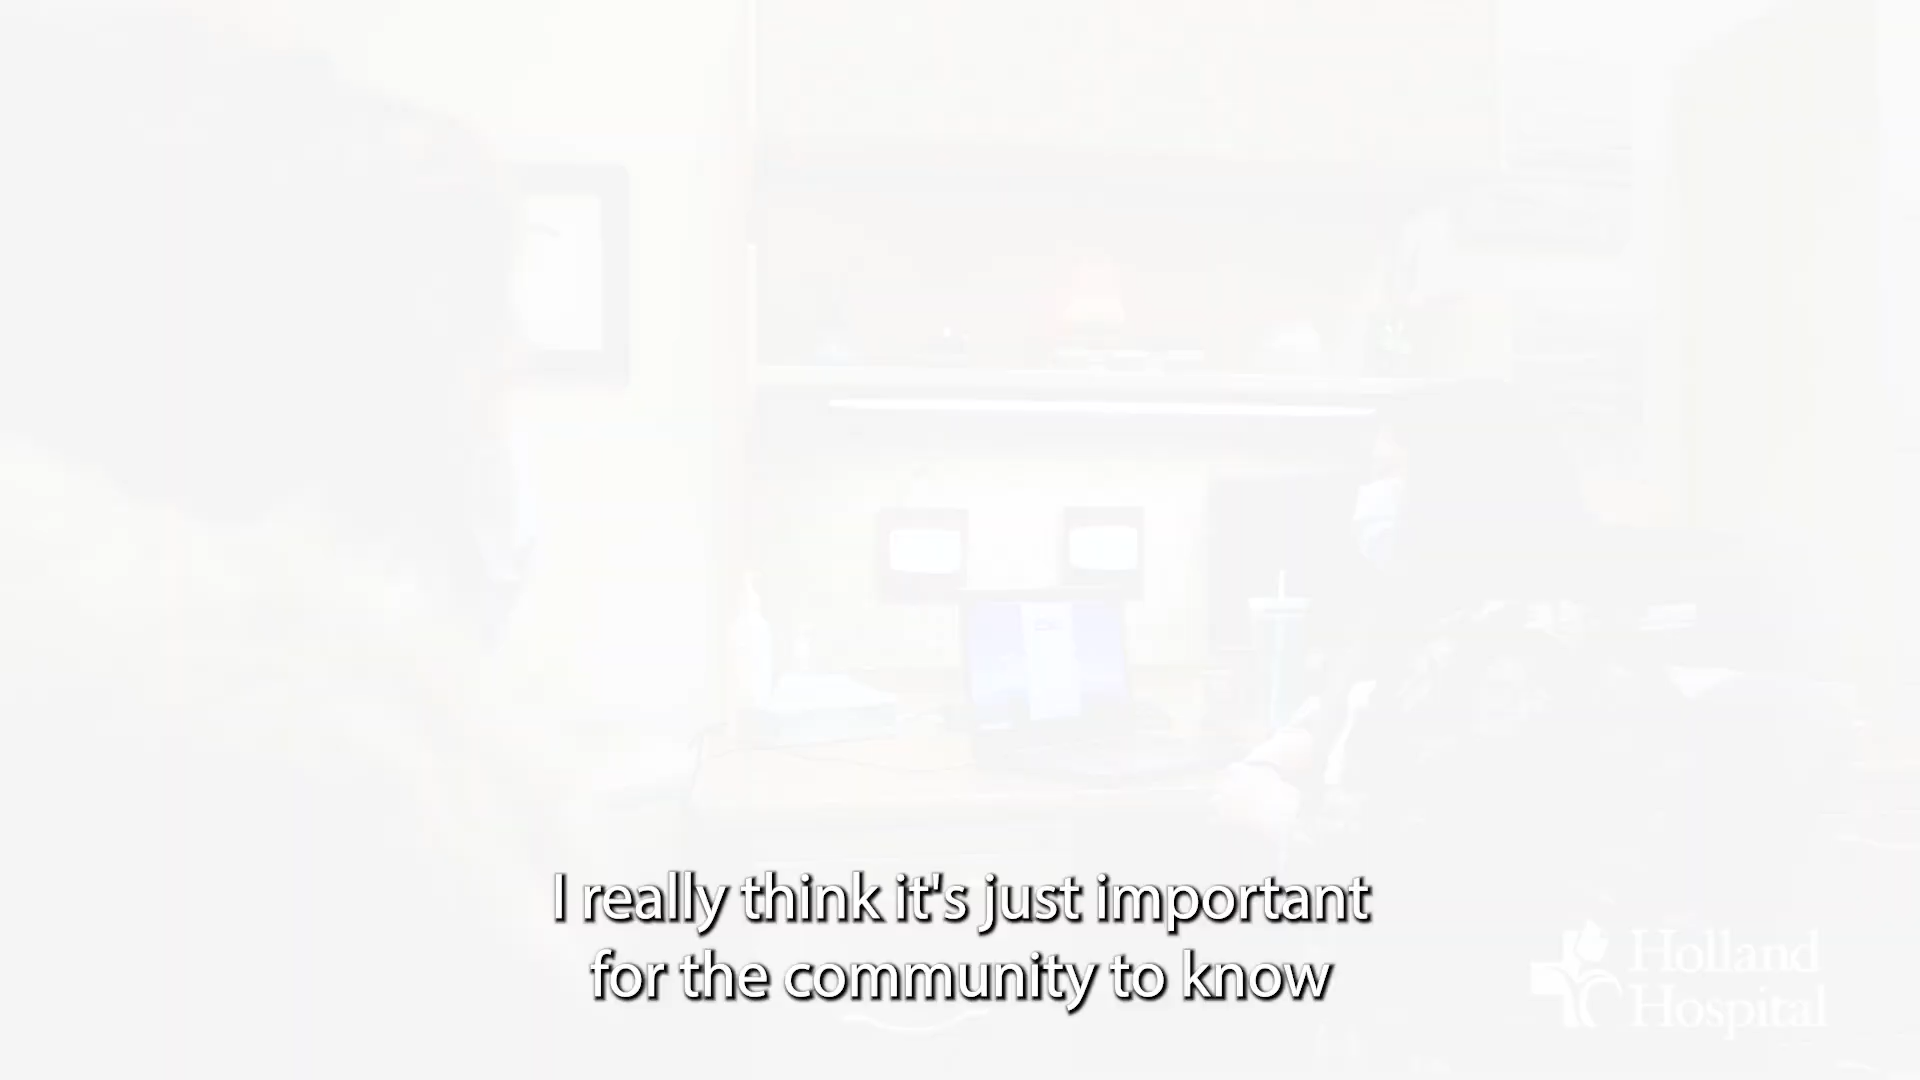 I really think it's just important
for the community to know
Holland
Hospital